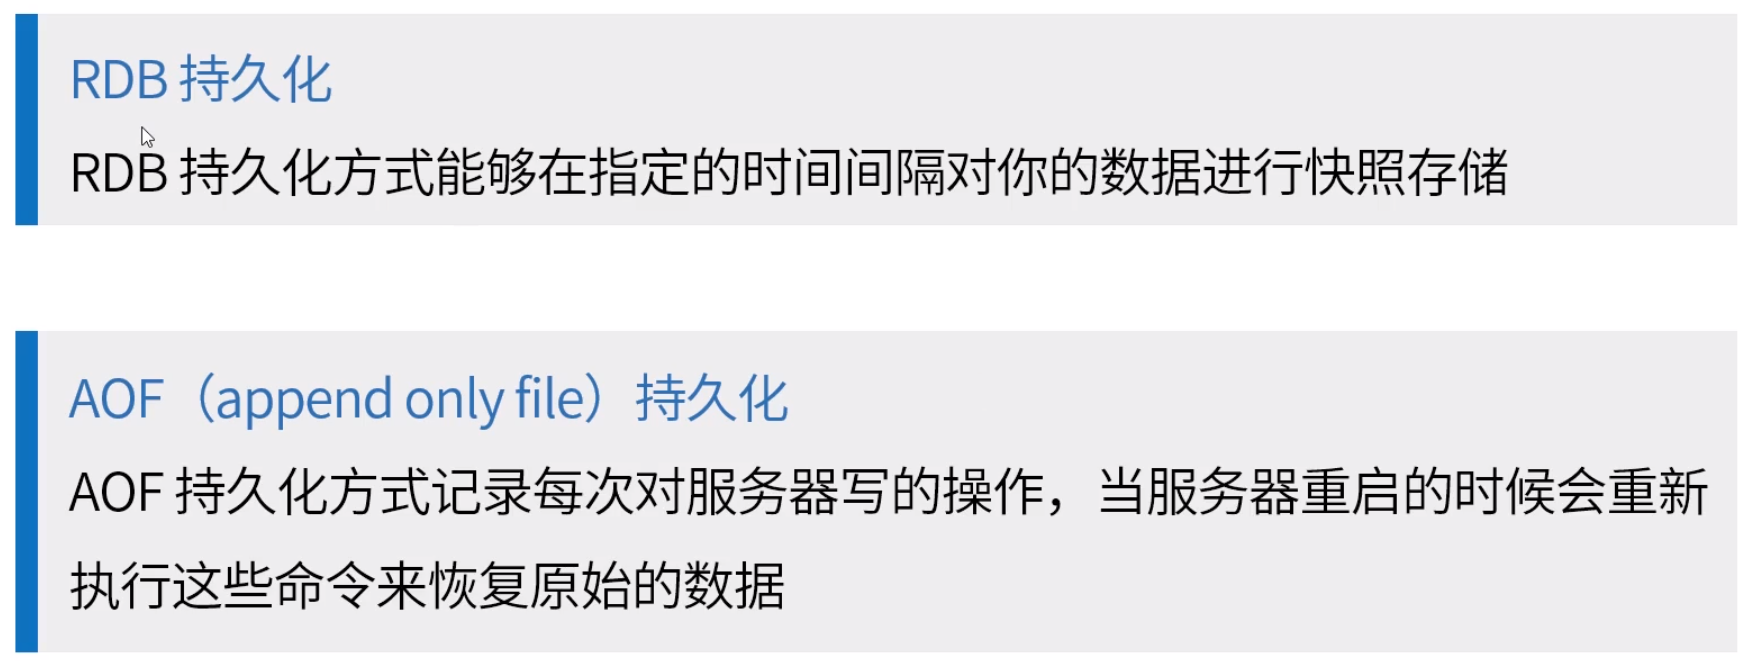 RDB 持久化
RDB 持久化方式能够在指定的时间间隔对你的数据进行快照存储
AOF（append only file）持久化
AOF 持久化方式记录每次对服务器写的操作，当服务器重启的时候会重新
执行这些命令来恢复原始的数据